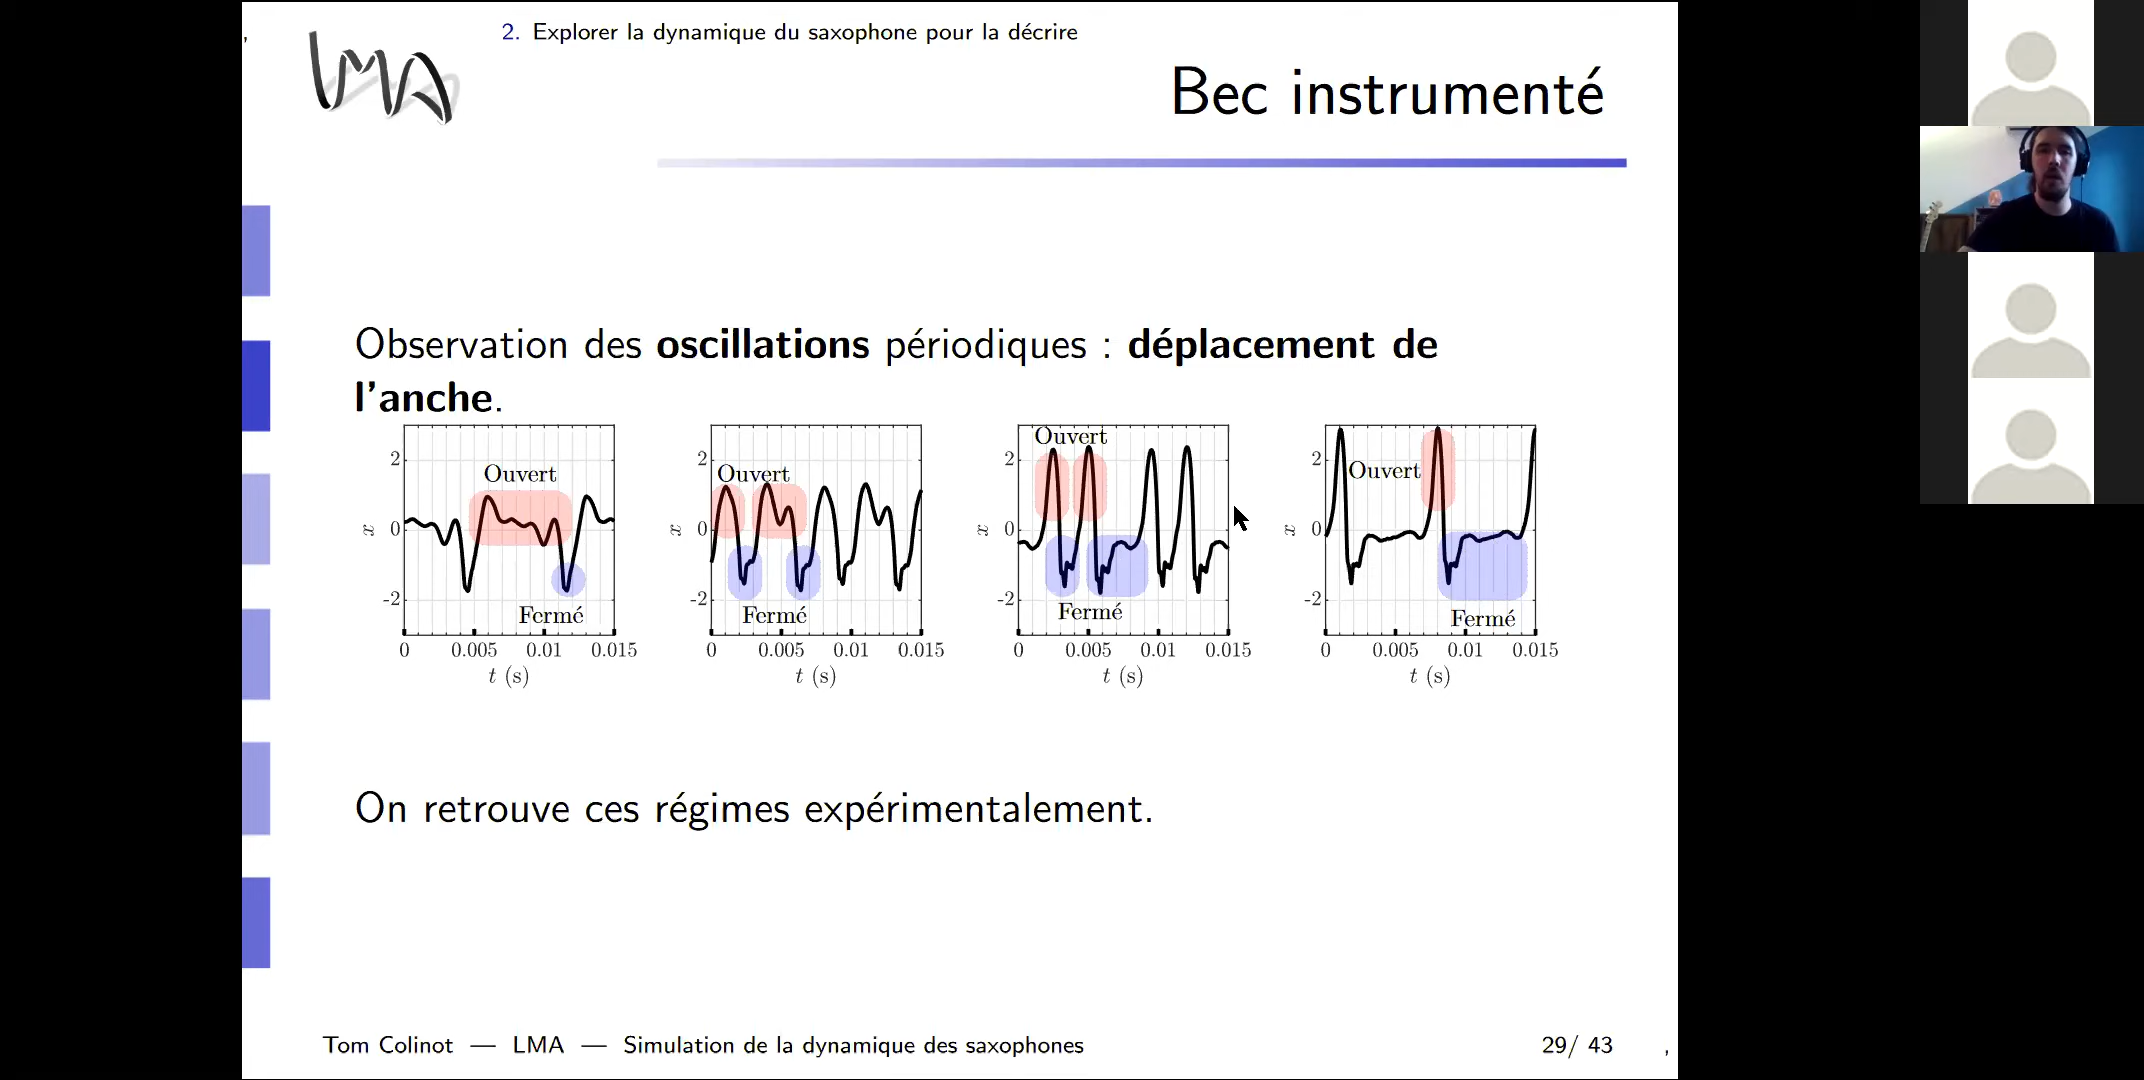 2. Explorer la dynamique du saxophone pour la décrire
LMA
Bec instrumenté
Observation des oscillations périodiques : déplacement de
l'anche.
x
2
0
-2
Ouvert
Fermé
0 0.005 0.01 0.015
t (s)
x
2
0
-2
Ouvert
Fermé
0 0.005 0.01 0.015
t (s)
x
2
0
-2
Ouvert
Fermé
0 0.005 0.01 0.015
t (s)
x
2
0
-2
Ouvert
Fermé
0 0.005 0.01 0.015
t (s)
On retrouve ces régimes expérimentalement.
Tom Colinot — LMA — Simulation de la dynamique des saxophones
29/ 43